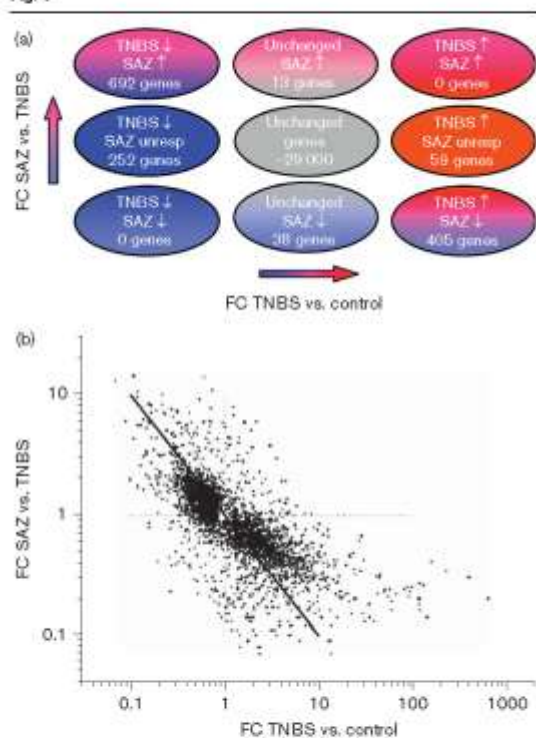 (a)
TNBS ↓
SAZ ↑
692 genes
Unchanged
SAZ ↑
13 genes
TNBS ↑
SAZ ↑
0 genes
FC SAZ vs. TNBS
TNBS ↓
SAZ unresp
252 genes
Unchanged
genes
~29 000
TNBS ↑
SAZ unresp
59 genes
TNBS ↓
SAZ ↓
0 genes
Unchanged
SAZ ↓
38 genes
TNBS ↑
SAZ ↓
405 genes
FC TNBS vs. control
(b)
FC SAZ vs. TNBS
10
1
0.1
0.1 1 10 100 1000
FC TNBS vs. control